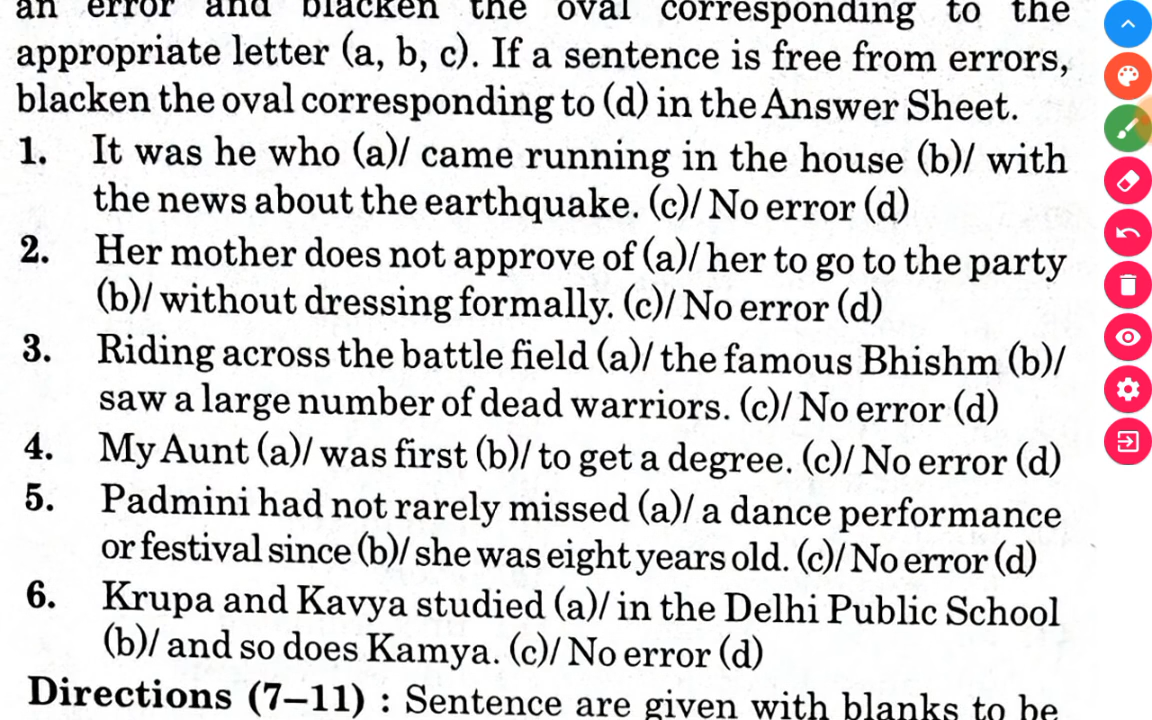 an error and blacken the oval corresponding to the
appropriate letter (a, b, c). If a sentence is free from errors,
blacken the oval corresponding to (d) in the Answer Sheet.
1. It was he who (a)/ came running in the house (b)/ with
the news about the earthquake. (c)/ No error (d)
2. Her mother does not approve of (a)/ her to go to the party
(b)/ without dressing formally. (c)/ No error (d)
3. Riding across the battle field (a)/ the famous Bhishm (b)/
saw a large number of dead warriors. (c)/ No error (d)
4. My Aunt (a)/ was first (b)/ to get a degree. (c)/ No error (d)
5. Padmini had not rarely missed (a)/ a dance performance
or festival since (b)/ she was eight years old. (c)/ No error (d)
6. Krupa and Kavya studied (a)/ in the Delhi Public School
(b)/ and so does Kamya. (c)/ No error (d)
Directions (7–11) : Sentence are given with blanks to be